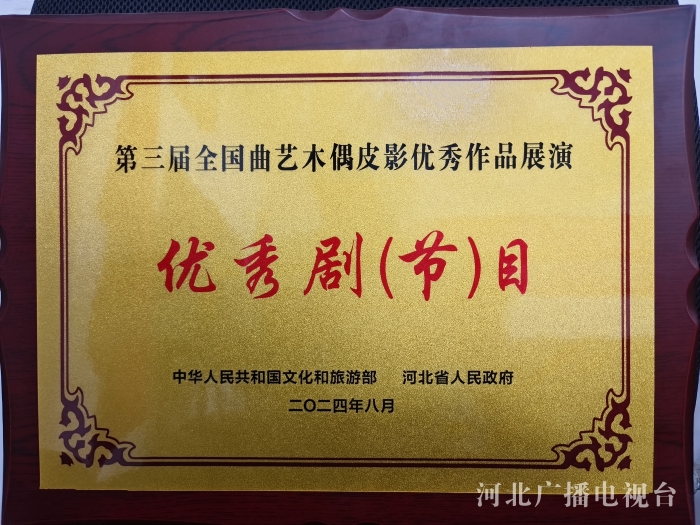 第三届全国曲艺木偶皮影优秀作品展演
优秀剧(节)目
中华人民共和国文化和旅游部 河北省人民政府
二〇二四年八月
河北广播电视台